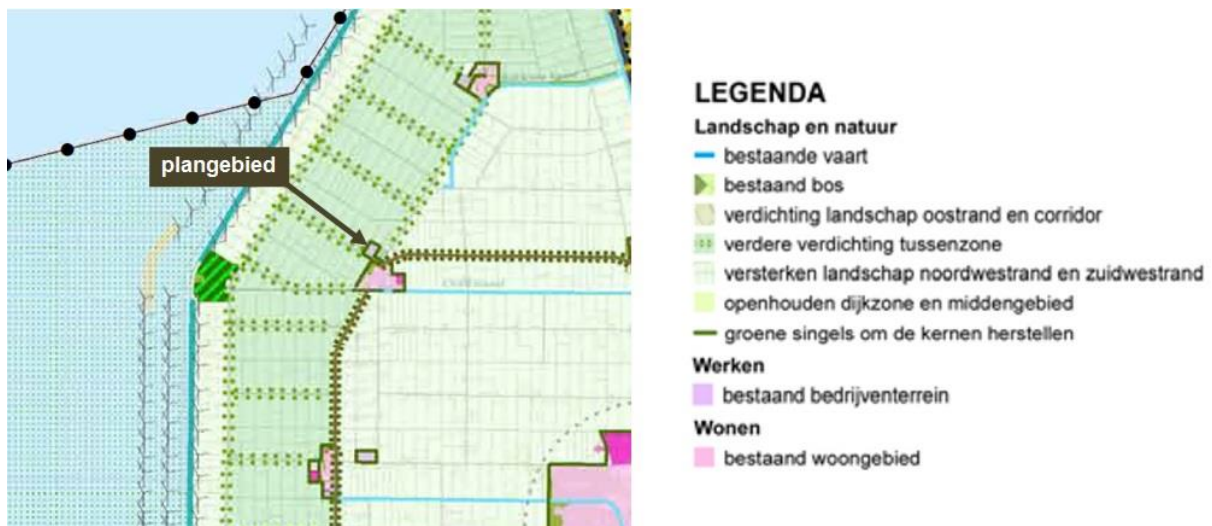 plangebied
LEGENDA
Landschap en natuur
bestaande vaart
bestaand bos
verdichting landschap oostrand en corridor
verdere verdichting tussenzone
versterken landschap noordwestrand en zuidwestrand
openhouden dijkzone en middengebied
groene singels om de kernen herstellen
Werken
bestaand bedrijventerrein
Wonen
bestaand woongebied